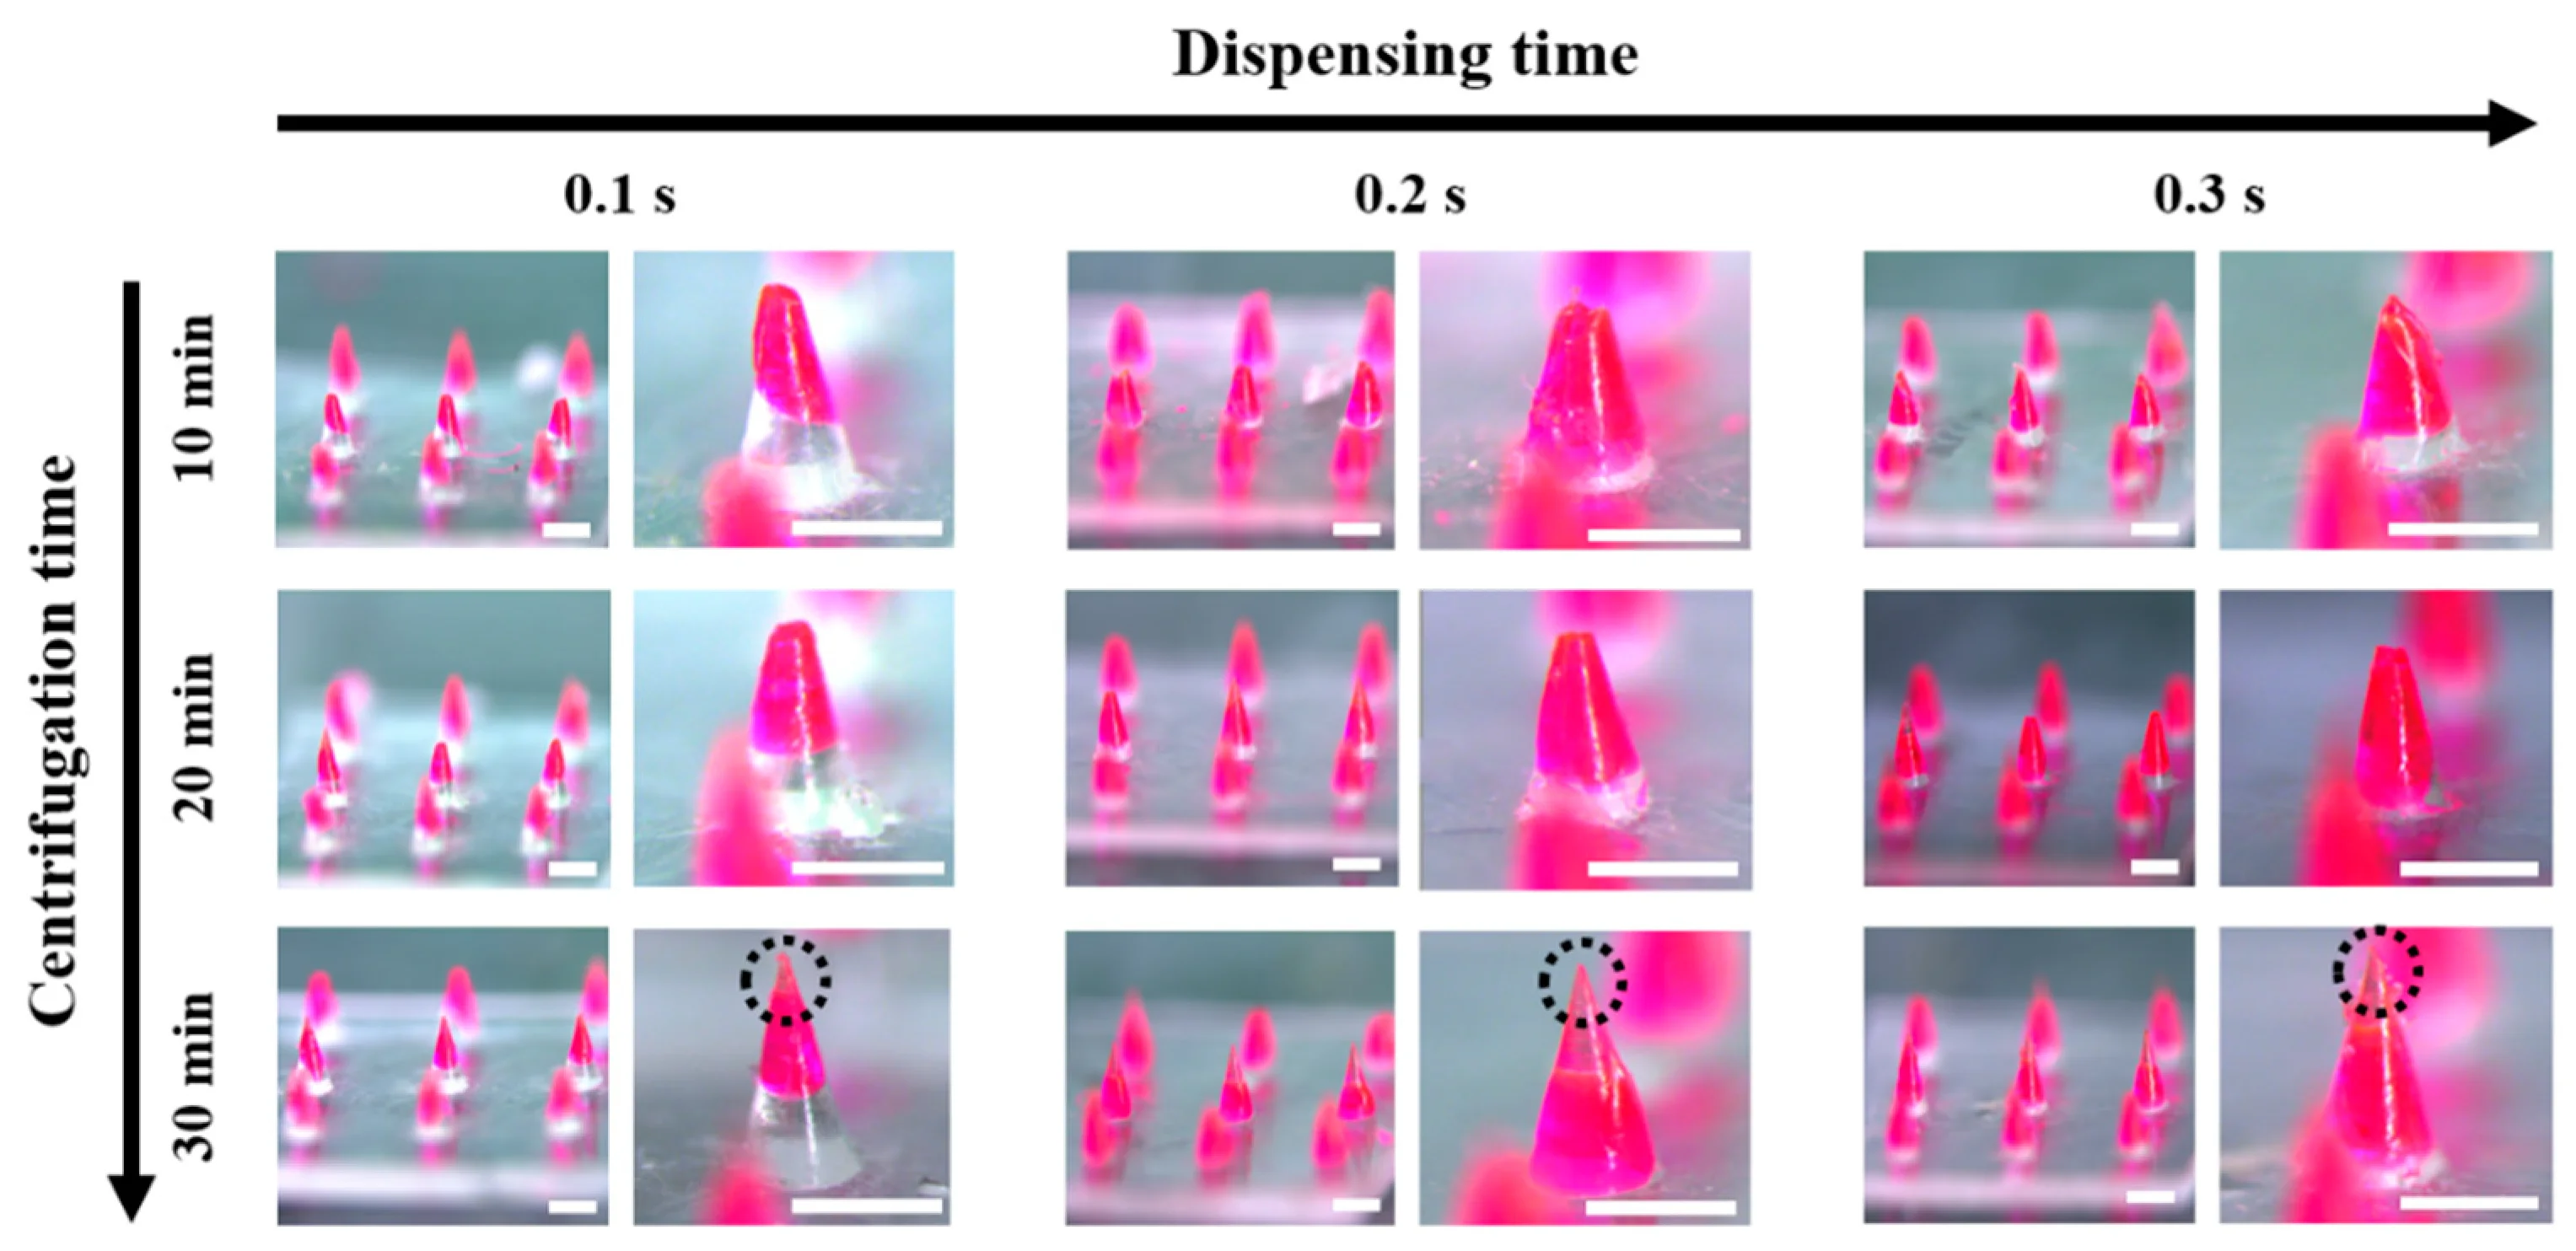 Dispensing time
0.1 s
0.2 s
0.3 s
Centrifugation time
10 min
20 min
30 min